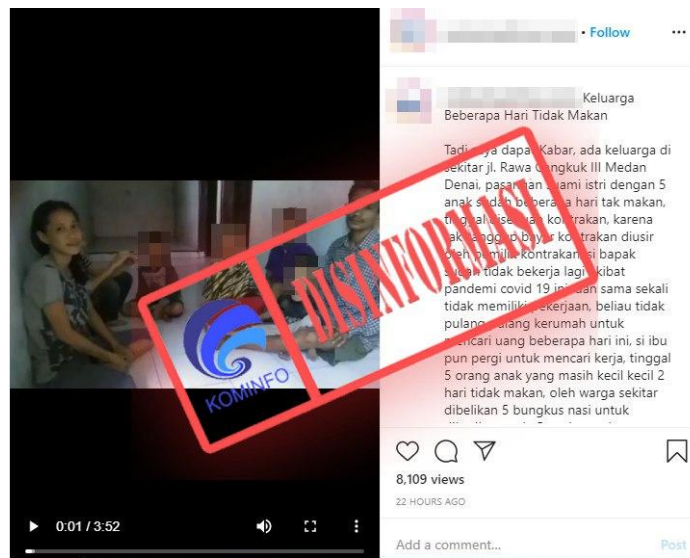 • Follow
Keluarga
Beberapa Hari Tidak Makan
Tadi saya dapat Kabar, ada keluarga di
sekitar jl. Rawa Cangkuk III Medan
Denai, pasangan suami istri dengan 5
anak sudah beberapa hari tak makan,
tinggal disebuah kontrakan, karena
tak sanggup bayar kontrakan diusir
oleh pemilik kontrakan, si bapak
sudah tidak bekerja lagi akibat
pandemi covid 19 ini dan sama sekali
tidak memiliki pekerjaan, beliau tidak
pulang pulang kerumah untuk
mencari uang beberapa hari ini, si ibu
pun pergi untuk mencari kerja, tinggal
5 orang anak yang masih kecil kecil 2
hari tidak makan, oleh warga sekitar
dibelikan 5 bungkus nasi untuk
DISINFORMASI
KOMINFO
8,109 views
22 HOURS AGO
0:01 / 3:52
Add a comment...
Post